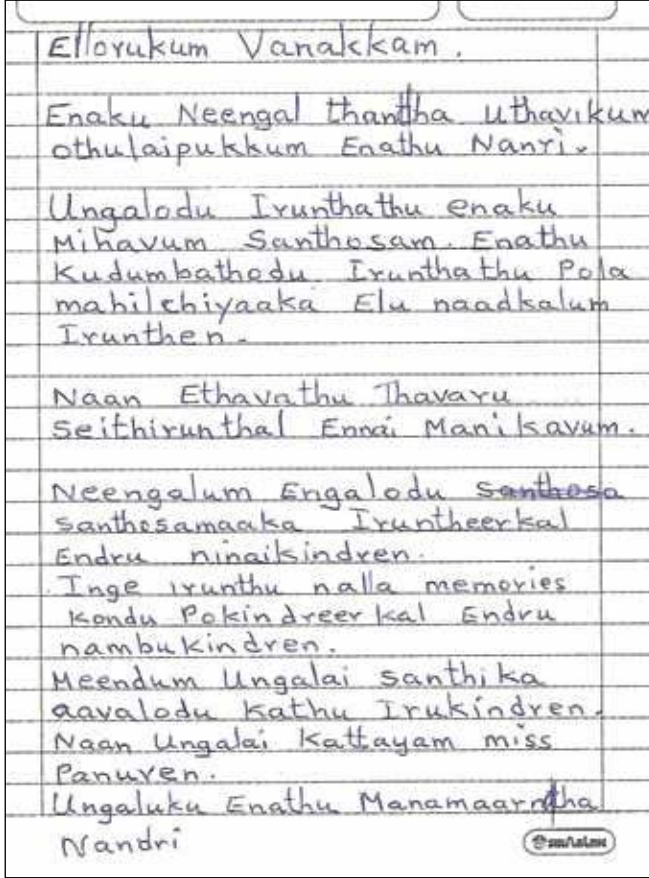 Ellorukum Vanakkam.
Enaku Neengal thantha Uthavikum
othulaipukkum Enathu Nanri.
Ungalodu Irunthathu enaku
Mihavum Santhosam. Enathu
Kudumbathodu Irunthathu Pola
mahilchiyaaka Elu naadkalum
Irunthen.
Naan Ethavathu Thavaru
Seithirunthal Ennai Manikavum.
Neengalum Engalodu santhosa
santhosamaaka Iruntheerkal
Endru ninaikindren.
Inge irunthu nalla memories
Kondu Pokindreerkal Endru
nambukindren.
Meendum Ungalai santhika
aavalodu Kathu Irukindren.
Naan Ungalai Kattayam miss
Panuven.
Ungaluku Enathu Manamaarntha
Nandri